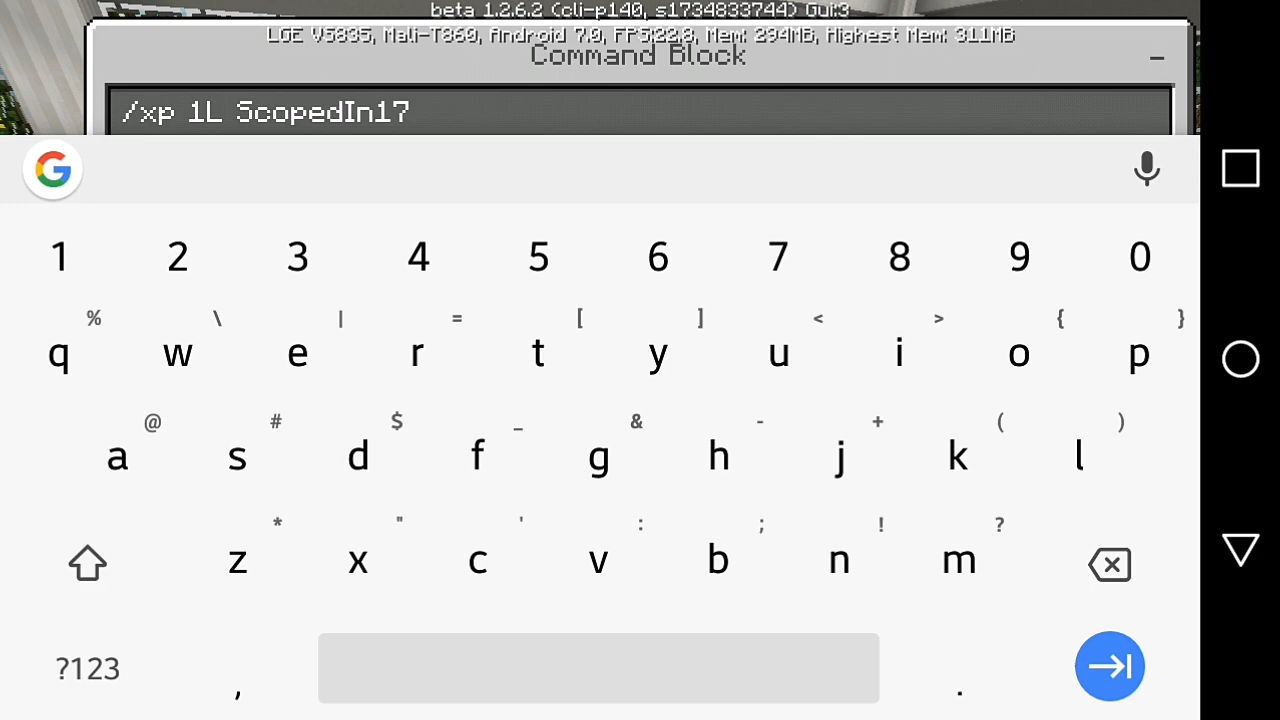 beta 1.2.6.2 (cli-p140, s1734833744) Gui:3
LGE V5835, Mali-T860, Android 7.0, FPS:22.8, Mem: 294MB, Highest Mem: 311MB
Command Block
/xp 1L ScopedIn17
G
1 2 3 4 5 6 7 8 9 0
% \ | = [ ] < > { }
q w e r t y u i o p
@ # $ _ & - + ( )
a s d f g h j k l
* " ' : ; ! ?
z x c v b n m
?123 , .